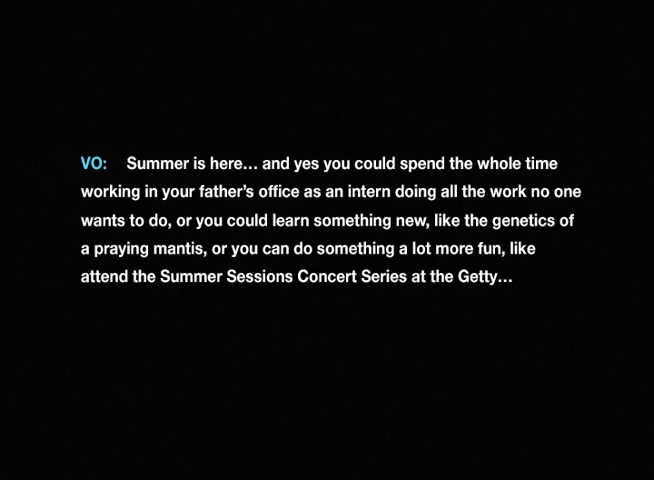 VO: Summer is here... and yes you could spend the whole time
working in your father's office as an intern doing all the work no one
wants to do, or you could learn something new, like the genetics of
a praying mantis, or you can do something a lot more fun, like
attend the Summer Sessions Concert Series at the Getty...